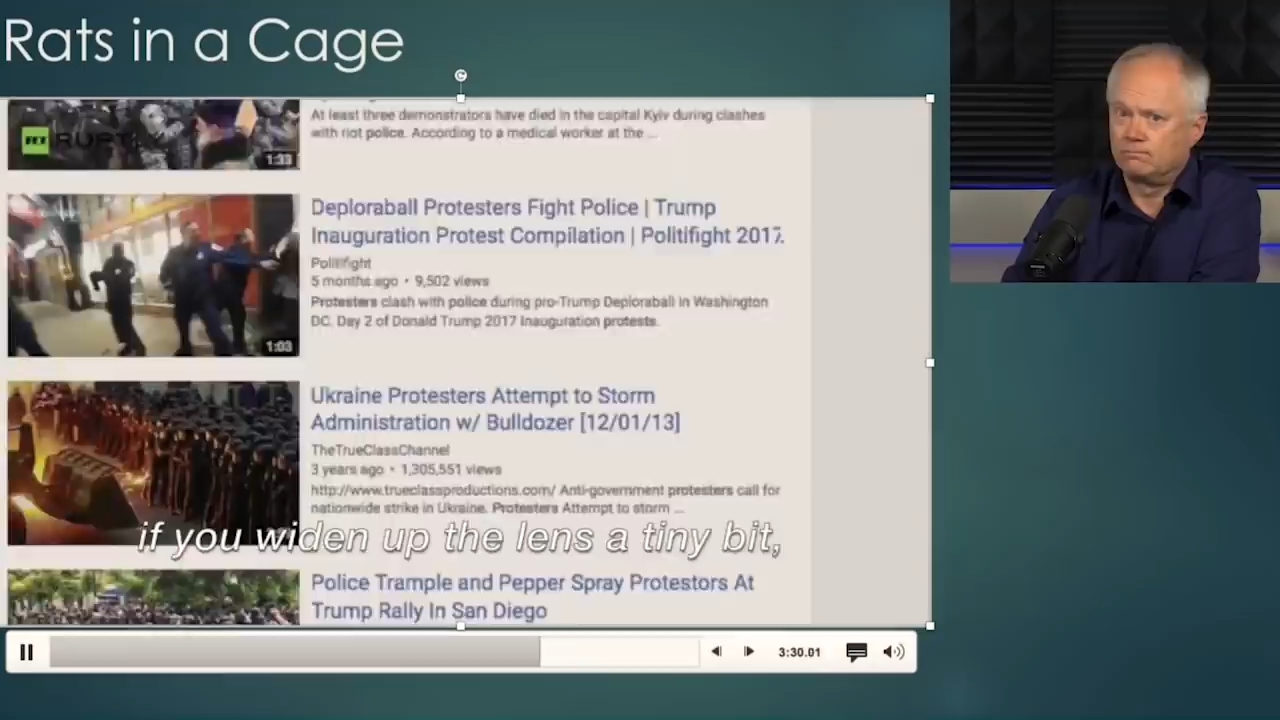 Rats in a Cage
At least three demonstrators have died in the capital Kyiv during clashes
with riot police. According to a medical worker at the ...
RT
RUPTLY
1:33
Deploraball Protesters Fight Police | Trump
Inauguration Protest Compilation | Politifight 2017.
Politifight
5 months ago • 9,502 views
Protesters clash with police during pro-Trump Deploraball in Washington
DC. Day 2 of Donald Trump 2017 Inauguration protests.
1:03
Ukraine Protesters Attempt to Storm
Administration w/ Bulldozer [12/01/13]
TheTrueClassChannel
3 years ago • 1,305,551 views
http://www.trueclassproductions.com/ Anti-government protesters call for
nationwide strike in Ukraine. Protesters Attempt to storm ...
if you widen up the lens a tiny bit,
Police Trample and Pepper Spray Protestors At
Trump Rally In San Diego
3:30.01